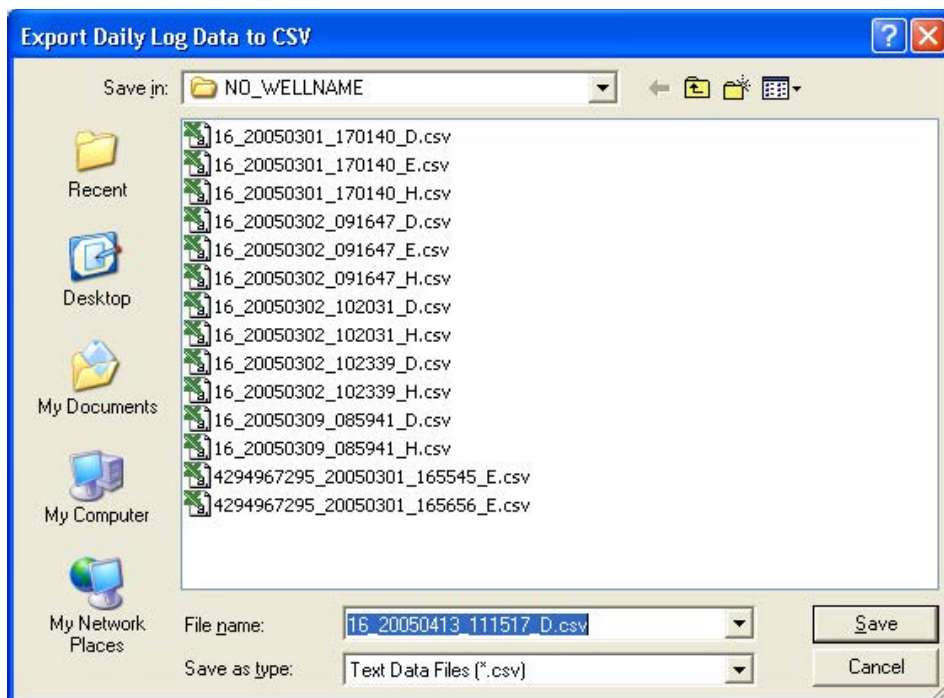 Export Daily Log Data to CSV
Save in: NO_WELLNAME
Recent
Desktop
My Documents
My Computer
My Network
Places
16_20050301_170140_D.csv
16_20050301_170140_E.csv
16_20050301_170140_H.csv
16_20050302_091647_D.csv
16_20050302_091647_E.csv
16_20050302_091647_H.csv
16_20050302_102031_D.csv
16_20050302_102031_H.csv
16_20050302_102339_D.csv
16_20050302_102339_H.csv
16_20050309_085941_D.csv
16_20050309_085941_H.csv
4294967295_20050301_165545_E.csv
4294967295_20050301_165656_E.csv
File name: 16_20050413_111517_D.csv Save
Save as type: Text Data Files (*.csv) Cancel